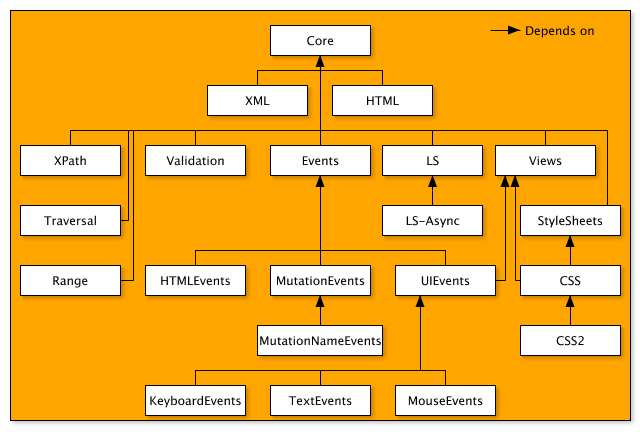 Core
Depends on
XML
HTML
XPath
Validation
Events
LS
Views
Traversal
LS-Async
StyleSheets
Range
HTMLEvents
MutationEvents
UIEvents
CSS
MutationNameEvents
CSS2
KeyboardEvents
TextEvents
MouseEvents